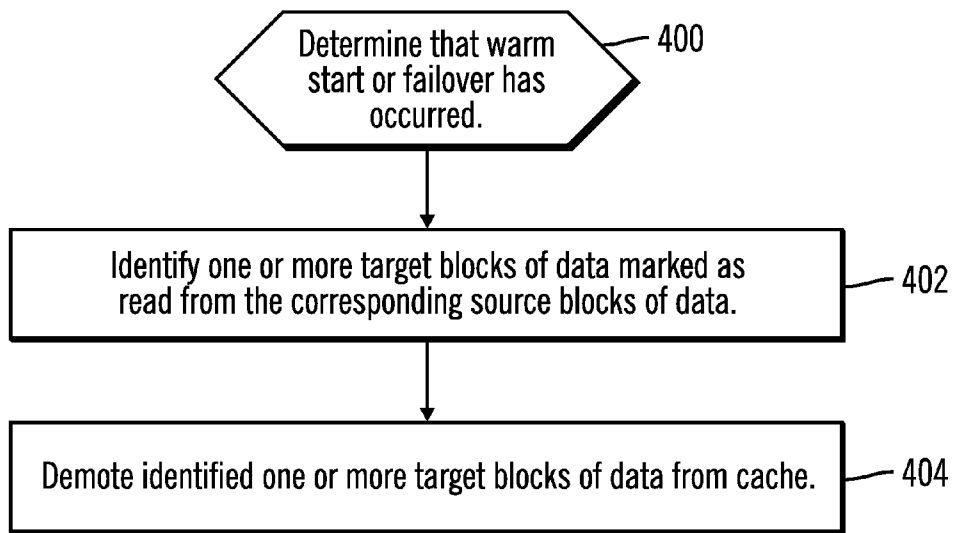 Determine that warm
start or failover has
occurred.
400
Identify one or more target blocks of data marked as
read from the corresponding source blocks of data.
402
Demote identified one or more target blocks of data from cache.
404